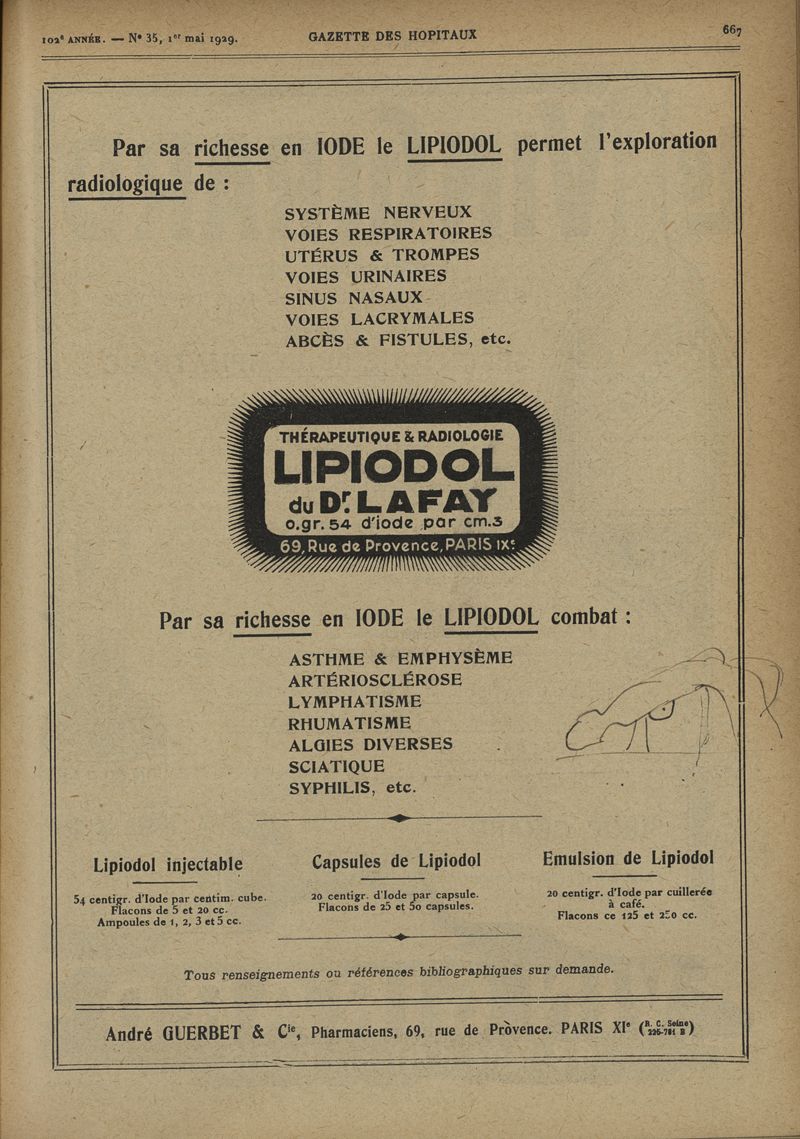 102e ANNÉE. — No 35, 1er mai 1929.
GAZETTE DES HOPITAUX
667
Par sa richesse en IODE le LIPIODOL permet l'exploration
radiologique de :
SYSTÈME NERVEUX
VOIES RESPIRATOIRES
UTÉRUS & TROMPES
VOIES URINAIRES
SINUS NASAUX
VOIES LACRYMALES
ABCÈS & FISTULES, etc.
THÉRAPEUTIQUE & RADIOLOGIE
LIPIODOL
du Dr. LAFAY
0.gr. 54 d'iode par cm.3
69, Rue de Provence, PARIS IXe
Par sa richesse en IODE le LIPIODOL combat :
ASTHME & EMPHYSÈME
ARTÉRIOSCLÉROSE
LYMPHATISME
RHUMATISME
ALGIES DIVERSES
SCIATIQUE
SYPHILIS, etc.
Lipiodol injectable
54 centigr. d'Iode par centim. cube.
Flacons de 5 et 20 cc.
Ampoules de 1, 2, 3 et 5 cc.
Capsules de Lipiodol
20 centigr. d'Iode par capsule.
Flacons de 25 et 50 capsules.
Emulsion de Lipiodol
20 centigr. d'Iode par cuillerée
à café.
Flacons ce 125 et 250 cc.
Tous renseignements ou références bibliographiques sur demande.
André GUERBET & Cie, Pharmaciens, 69, rue de Provence. PARIS XIe (R. C. Seine 226-781 B)